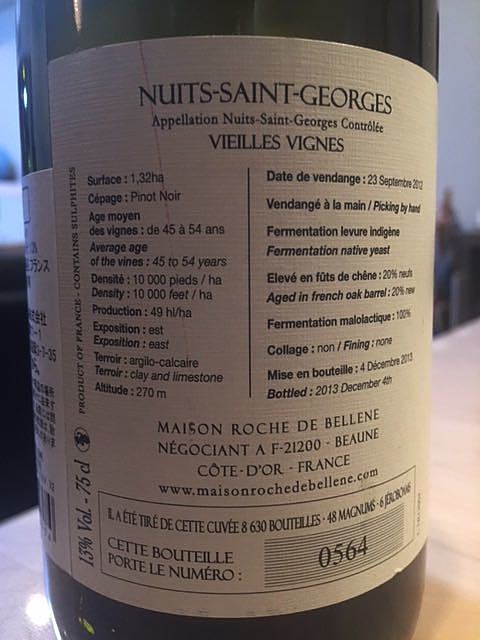 NUITS-SAINT-GEORGES
Appellation Nuits-Saint-Georges Contrôlée
VIEILLES VIGNES
Surface : 1,32ha
Cépage : Pinot Noir
Age moyen
des vignes : de 45 à 54 ans
Average age
of the vines : 45 to 54 years
Densité : 10 000 pieds / ha
Density : 10 000 feet / ha
Production : 49 hl/ha
Exposition : est
Exposition : east
Terroir : argilo-calcaire
Terroir : clay and limestone
Altitude : 270 m
Date de vendange : 23 Septembre 2012
Vendangé à la main / Picking by hand
Fermentation levure indigène
Fermentation native yeast
Elevé en fûts de chêne : 20% neufs
Aged in french oak barrel : 20% new
Fermentation malolactique : 100%
Collage : non / Fining : none
Mise en bouteille : 4 Décembre 2013
Bottled : 2013 December 4th
PRODUCT OF FRANCE - CONTAINS SULPHITES
13% Vol. - 75 cl
MAISON ROCHE DE BELLENE
NÉGOCIANT A F-21200 - BEAUNE
CÔTE-D'OR - FRANCE
www.maisonrochedebellene.com
IL A ÉTÉ TIRÉ DE CETTE CUVÉE 8 630 BOUTEILLES - 48 MAGNUMS - 6 JÉROBOAMS
CETTE BOUTEILLE
PORTE LE NUMÉRO :
0564